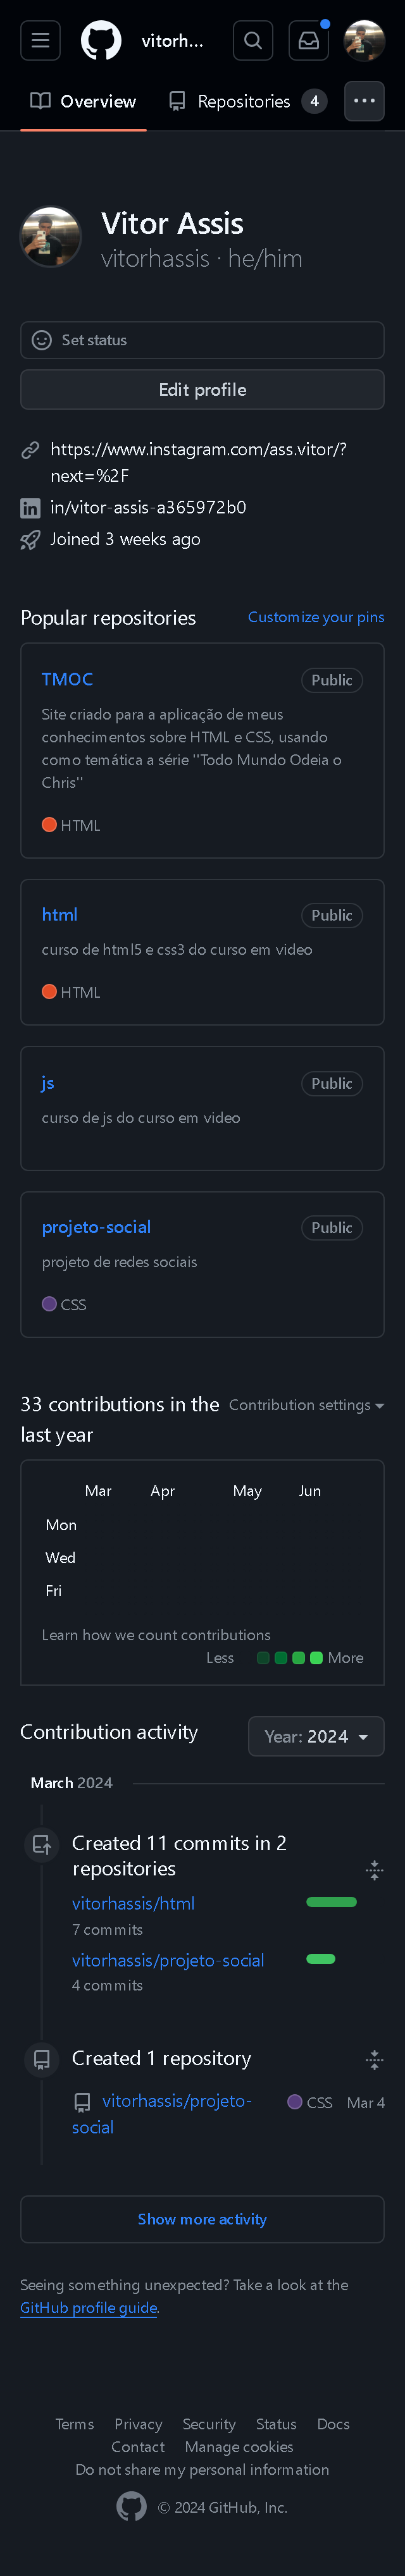 vitorh...
Overview
Repositories 4
Vitor Assis
vitorhassis · he/him
Set status
Edit profile
https://www.instagram.com/ass.vitor/?
next=%2F
in/vitor-assis-a365972b0
Joined 3 weeks ago
Popular repositories
Customize your pins
TMOC
Public
Site criado para a aplicação de meus
conhecimentos sobre HTML e CSS, usando
como temática a série "Todo Mundo Odeia o
Chris"
HTML
html
Public
curso de html5 e css3 do curso em video
HTML
js
Public
curso de js do curso em video
projeto-social
Public
projeto de redes sociais
CSS
33 contributions in the
last year
Contribution settings
Mar Apr May Jun
Mon
Wed
Fri
Learn how we count contributions
Less More
Contribution activity
Year: 2024
March 2024
Created 11 commits in 2
repositories
vitorhassis/html
7 commits
vitorhassis/projeto-social
4 commits
Created 1 repository
vitorhassis/projeto-
social
CSS Mar 4
Show more activity
Seeing something unexpected? Take a look at the
GitHub profile guide.
Terms Privacy Security Status Docs
Contact Manage cookies
Do not share my personal information
© 2024 GitHub, Inc.